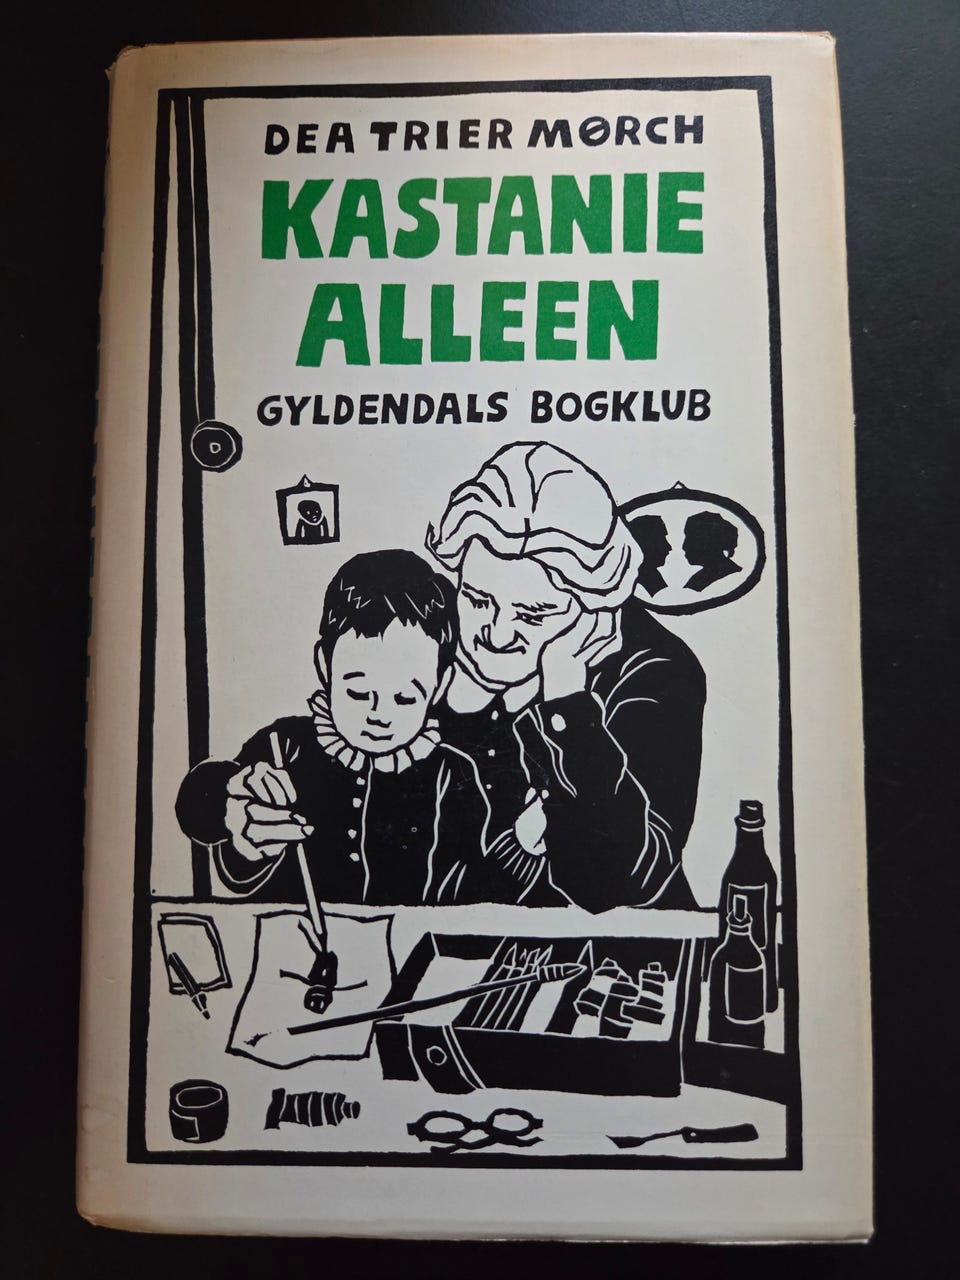 DEA TRIER MØRCH
KASTANIE
ALLEEN
GYLDENDALS BOGKLUB